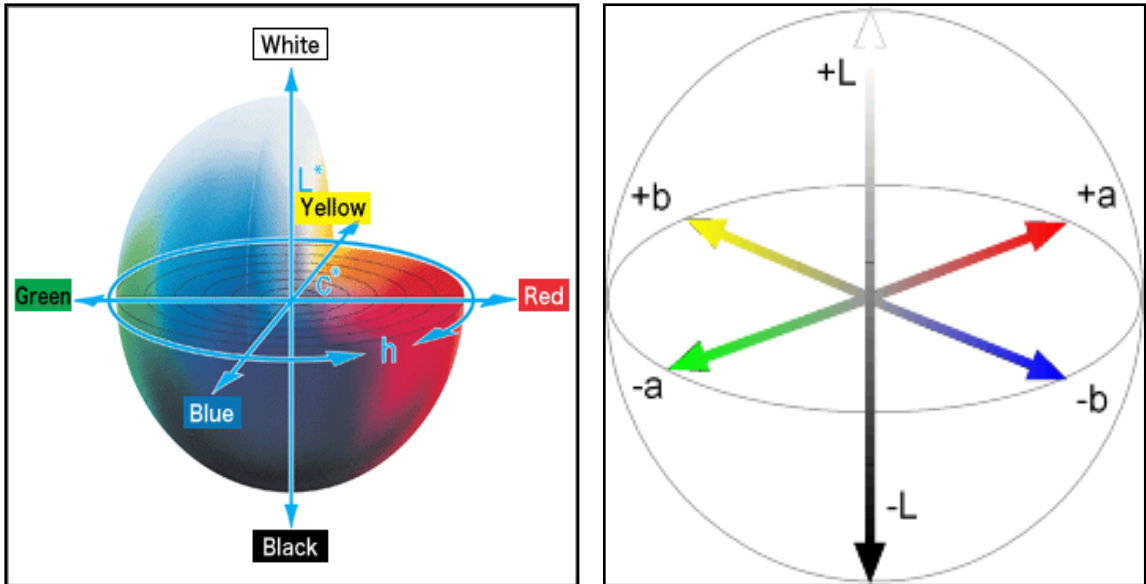 White
L*
Yellow
C*
Green
Red
h
Blue
Black
+L
+b
+a
-a
-b
-L